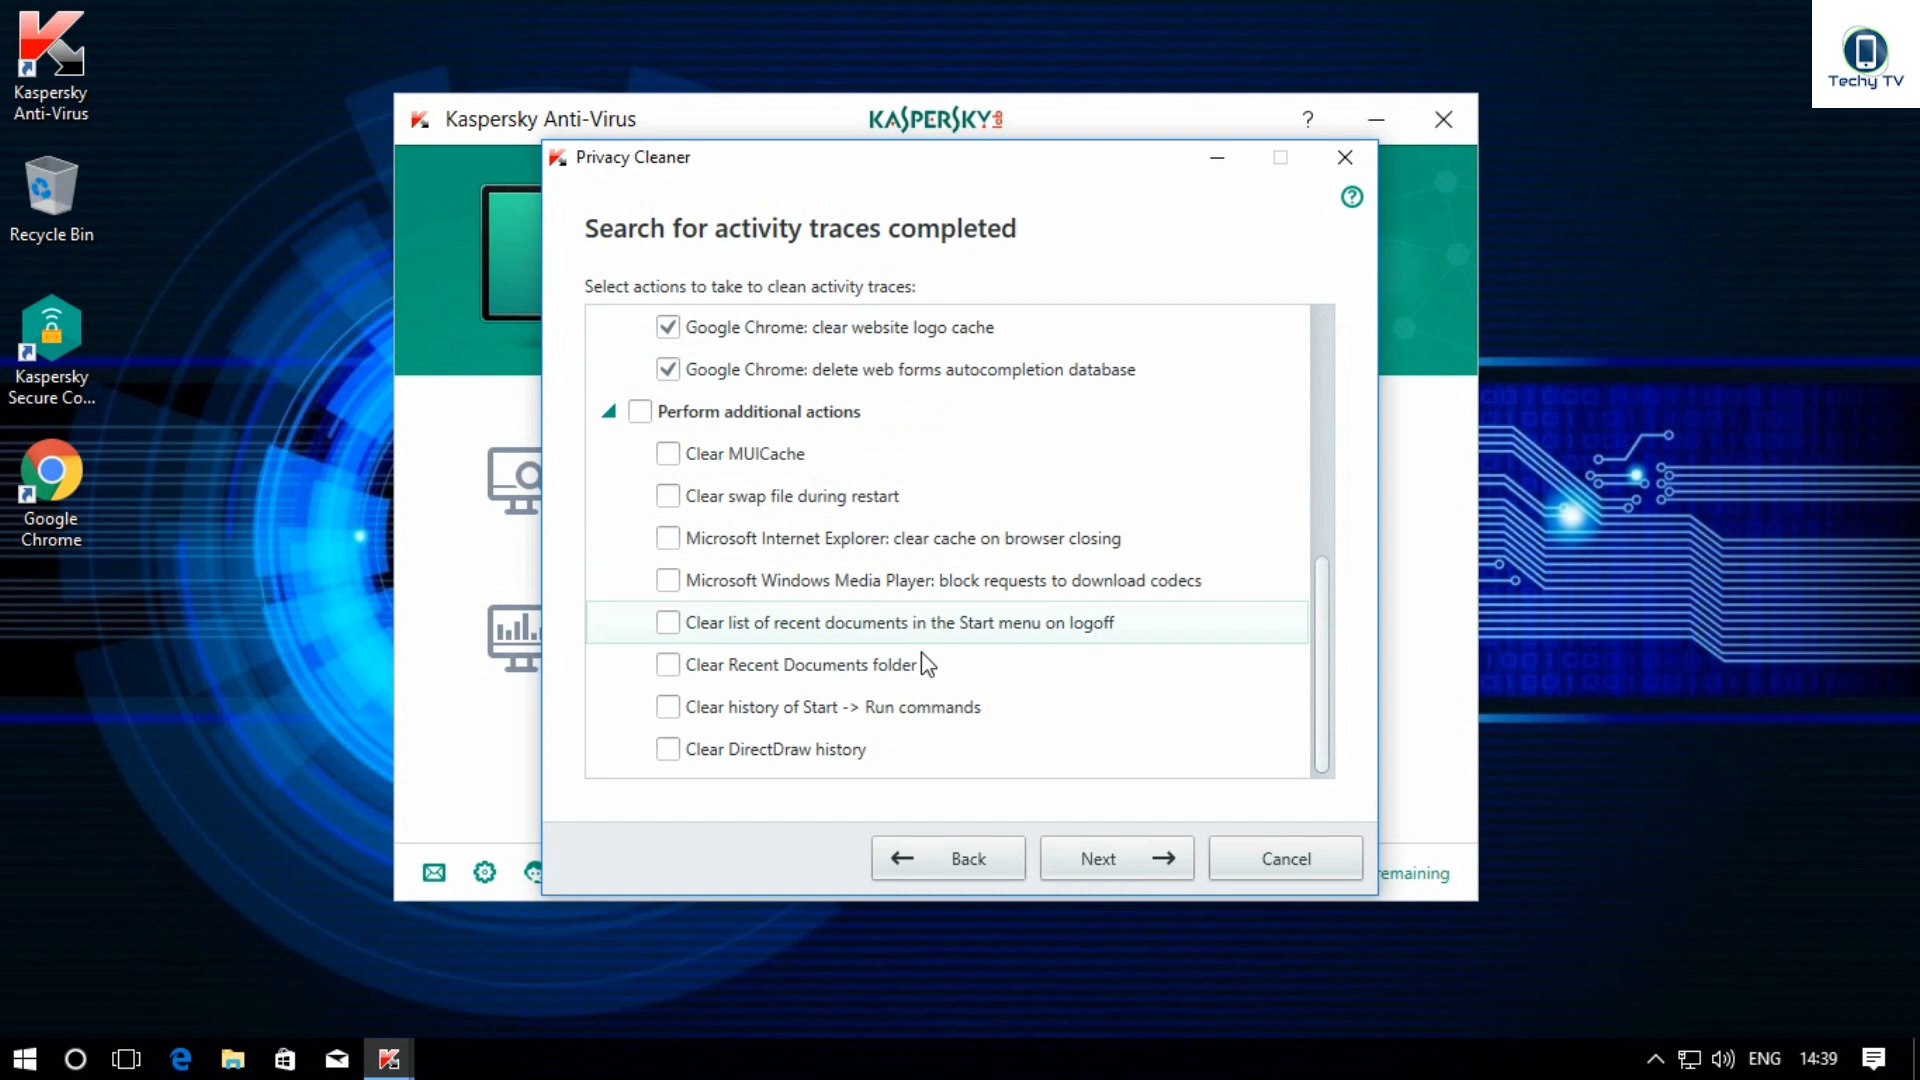 Kaspersky
Anti-Virus
Recycle Bin
Kaspersky
Secure Co...
Google
Chrome
Techy TV
Kaspersky Anti-Virus
KASPERSKY lab
?
Privacy Cleaner
?
Search for activity traces completed
Select actions to take to clean activity traces:
Google Chrome: clear website logo cache
Google Chrome: delete web forms autocompletion database
Perform additional actions
Clear MUICache
Clear swap file during restart
Microsoft Internet Explorer: clear cache on browser closing
Microsoft Windows Media Player: block requests to download codecs
Clear list of recent documents in the Start menu on logoff
Clear Recent Documents folder
Clear history of Start -> Run commands
Clear DirectDraw history
Back
Next
Cancel
remaining
ENG
14:39